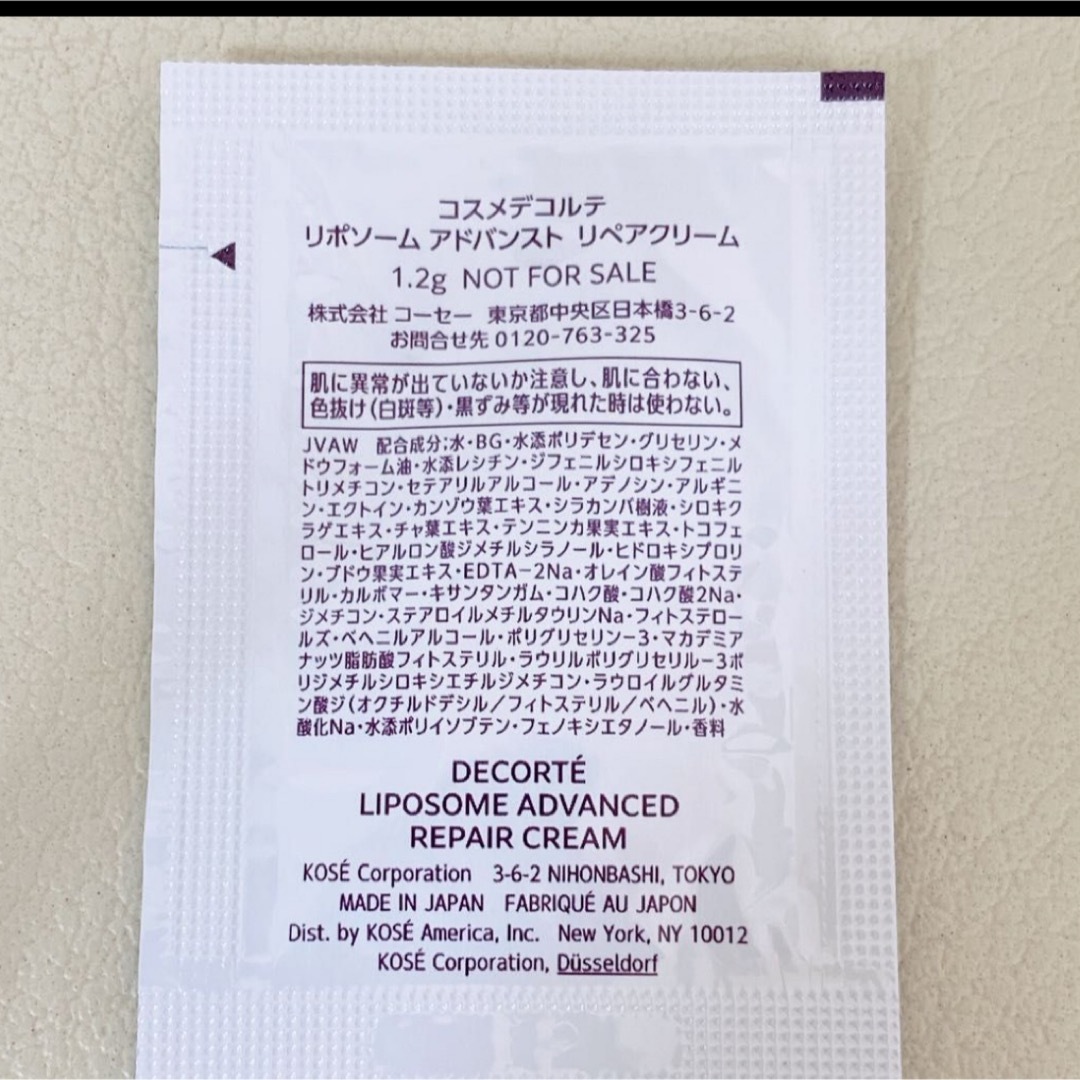 コスメデコルテ
リポソーム アドバンスト リペアクリーム
1.2g NOT FOR SALE
株式会社 コーセー 東京都中央区日本橋3-6-2
お問合せ先 0120-763-325
肌に異常が出ていないか注意し、肌に合わない、
色抜け(白斑等)・黒ずみ等が現れた時は使わない。
JVAW 配合成分;水・BG・水添ポリデセン・グリセリン・メ
ドウフォーム油・水添レシチン・ジフェニルシロキシフェニル
トリメチコン・セテアリルアルコール・アデノシン・アルギニ
ン・エクトイン・カンゾウ葉エキス・シラカンバ樹液・シロキク
ラゲエキス・チャ葉エキス・テンニンカ果実エキス・トコフェ
ロール・ヒアルロン酸ジメチルシラノール・ヒドロキシプロリ
ン・ブドウ果実エキス・EDTA-2Na・オレイン酸フィトステ
リル・カルボマー・キサンタンガム・コハク酸・コハク酸2Na・
ジメチコン・ステアロイルメチルタウリンNa・フィトステロー
ルズ・ベヘニルアルコール・ポリグリセリン-3・マカデミア
ナッツ脂肪酸フィトステリル・ラウリルポリグリセリル-3ポ
リジメチルシロキシエチルジメチコン・ラウロイルグルタミ
ン酸ジ(オクチルドデシル/フィトステリル/ベヘニル)・水
酸化Na・水添ポリイソブテン・フェノキシエタノール・香料
DECORTÉ
LIPOSOME ADVANCED
REPAIR CREAM
KOSÉ Corporation 3-6-2 NIHONBASHI, TOKYO
MADE IN JAPAN FABRIQUÉ AU JAPON
Dist. by KOSÉ America, Inc. New York, NY 10012
KOSÉ Corporation, Düsseldorf